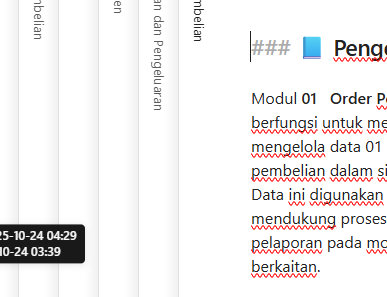 mbelian
en
an dan Pengeluaran
mbelian
### 📘 Penge
Modul 01 Order P
berfungsi untuk me
mengelola data 01
pembelian dalam si
Data ini digunakan
mendukung proses
pelaporan pada mo
berkaitan.
25-10-24 04:29
0-24 03:39